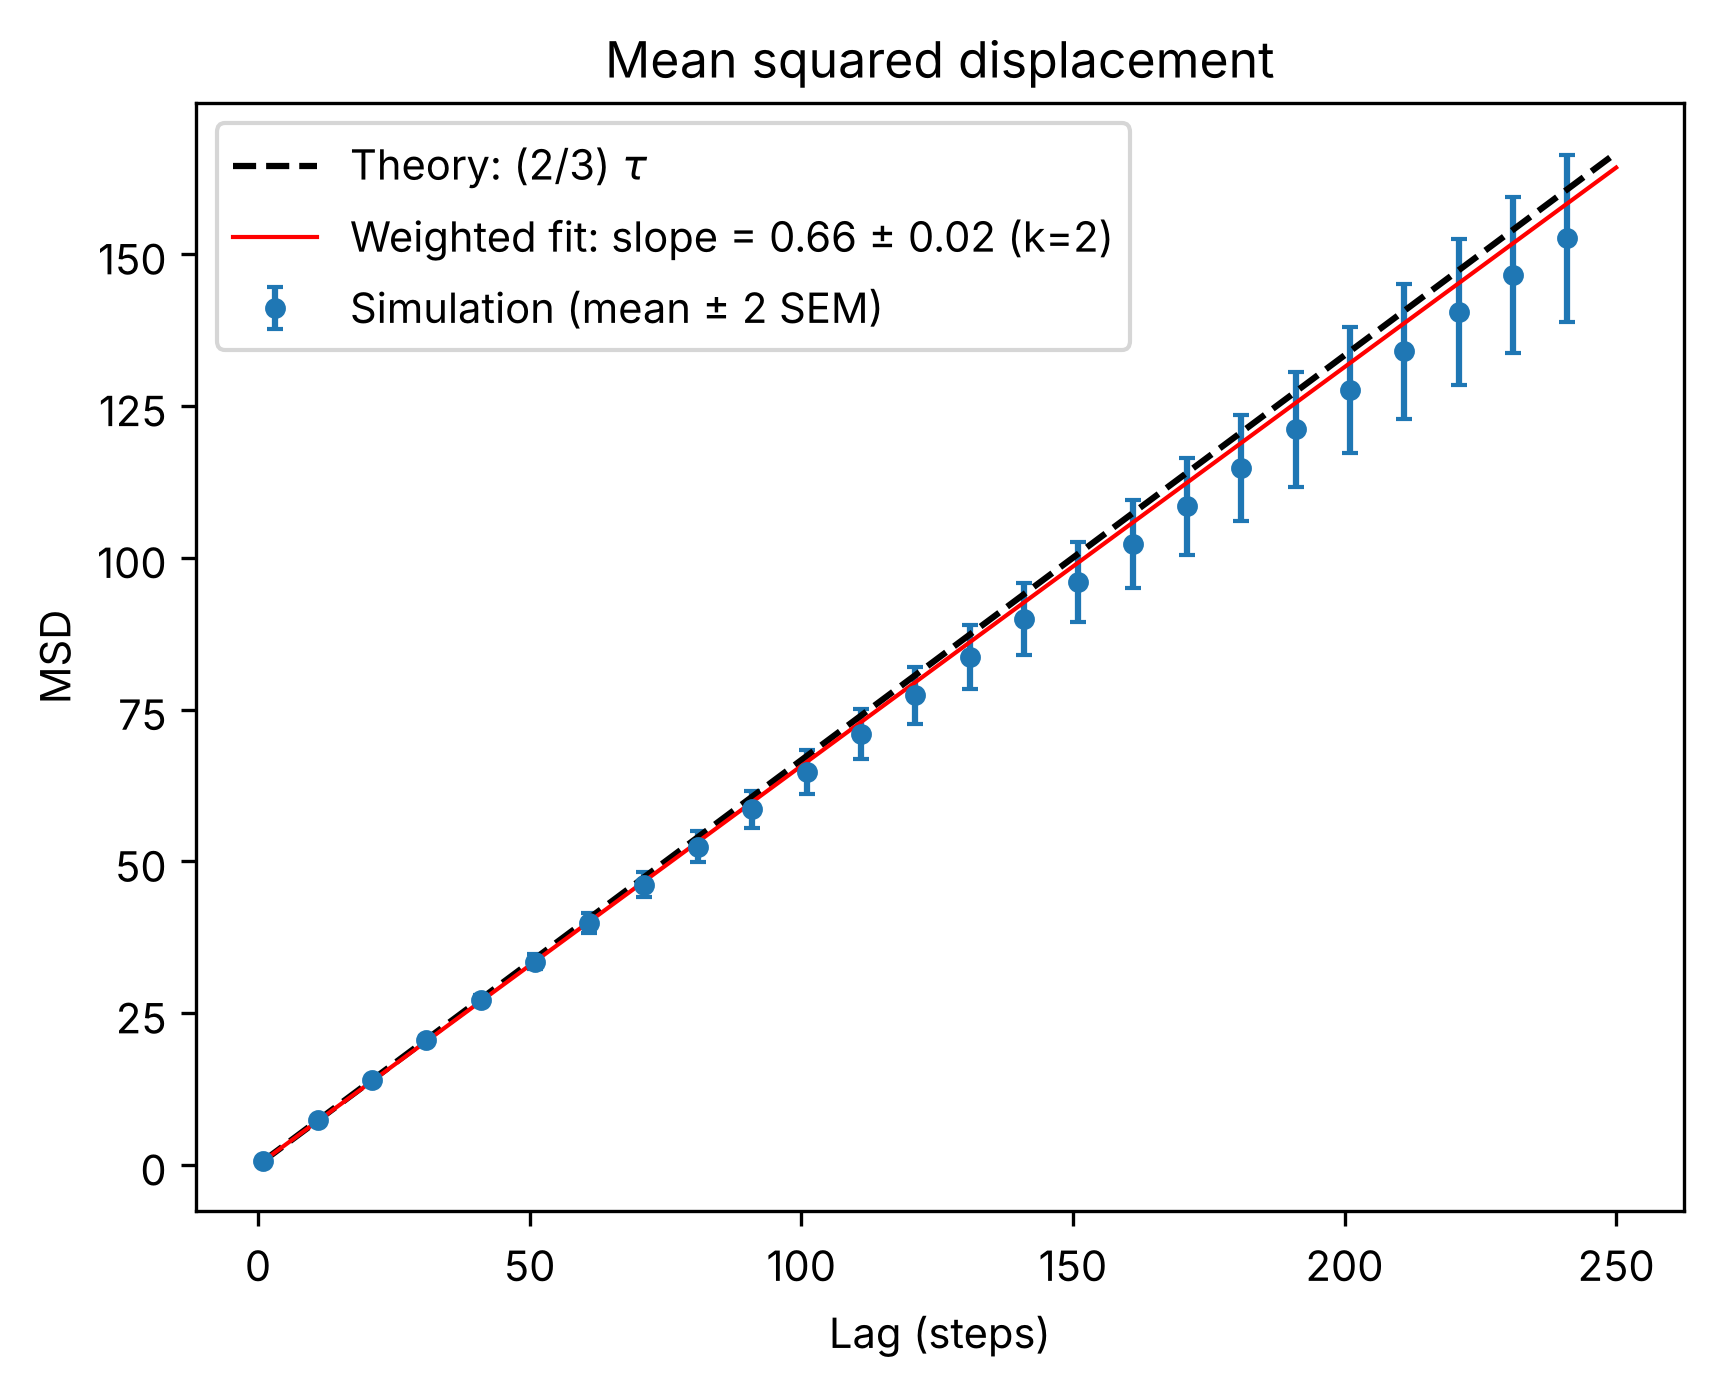 Mean squared displacement
Theory: (2/3) τ
Weighted fit: slope = 0.66 ± 0.02 (k=2)
Simulation (mean ± 2 SEM)
150
125
100
75
50
25
0
MSD
0 50 100 150 200 250
Lag (steps)